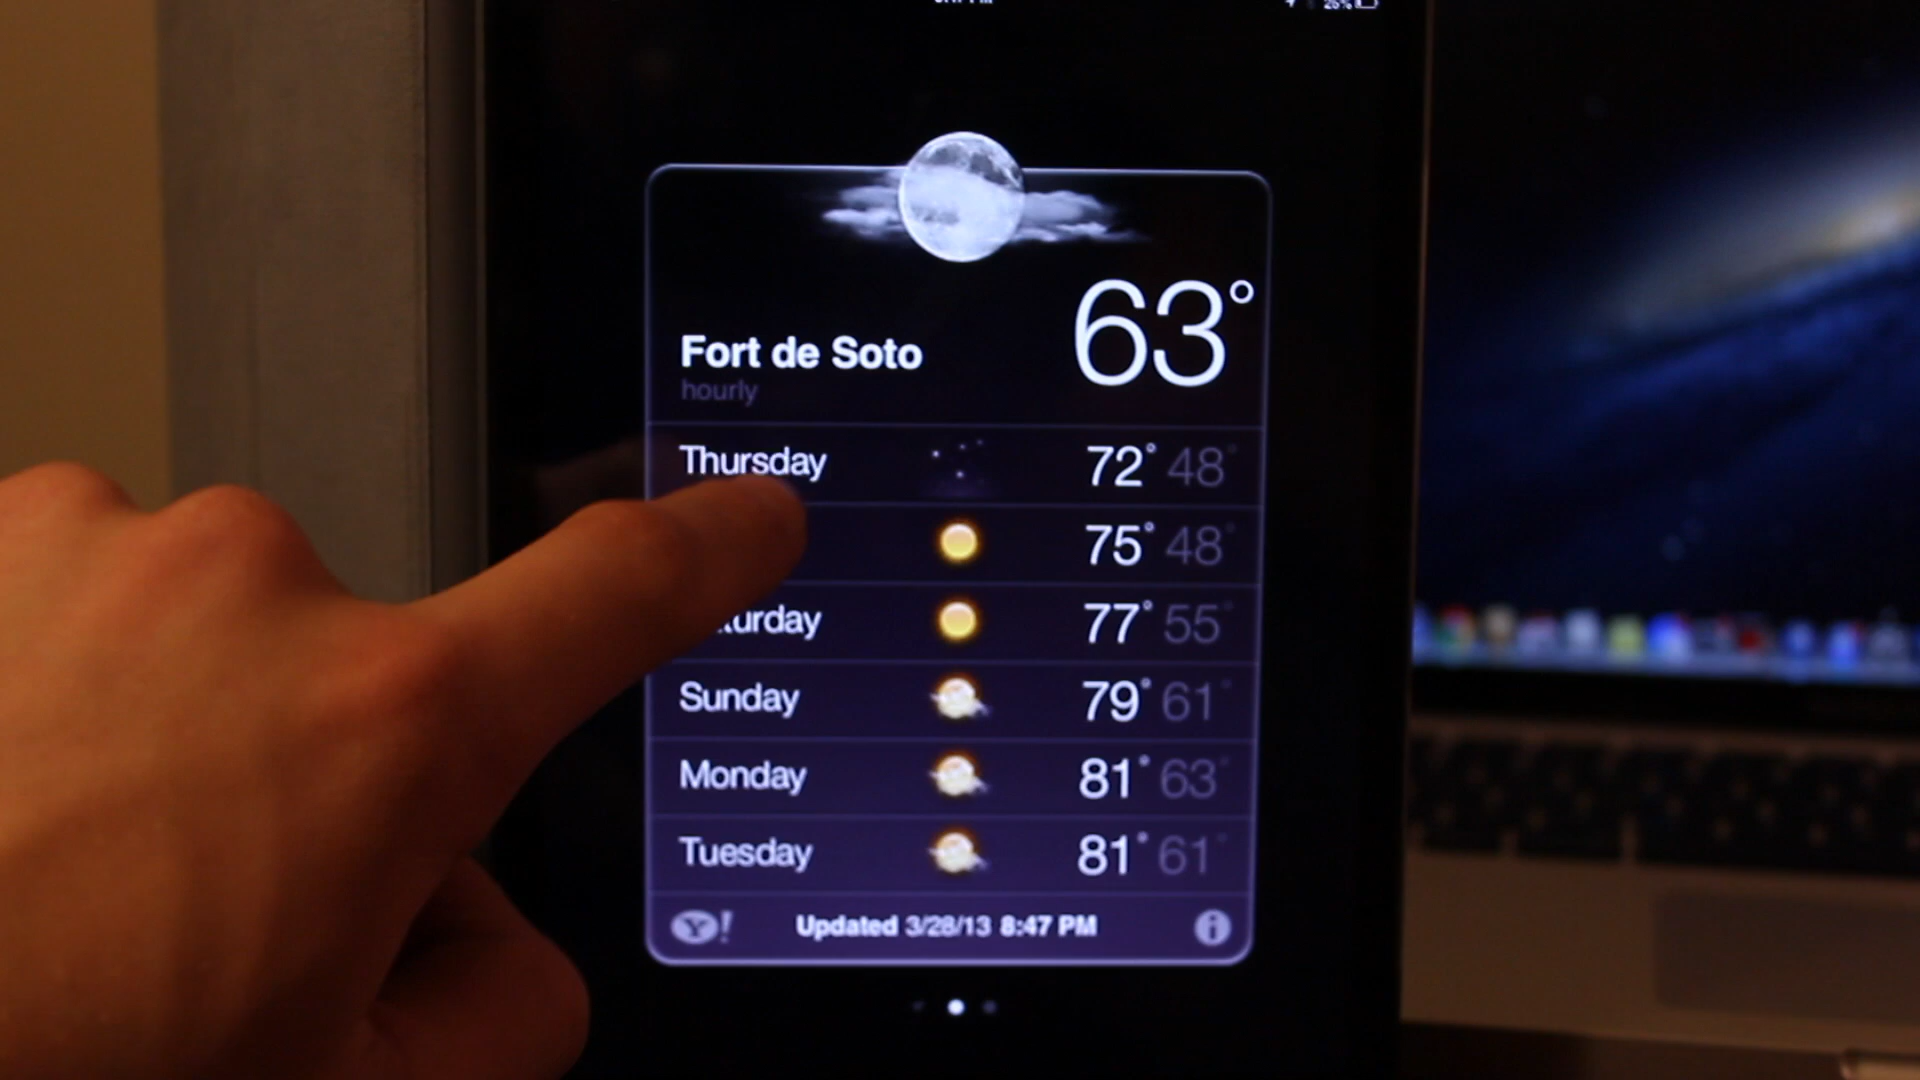 25%
63°
Fort de Soto
hourly
Thursday 72° 48°
75° 48°
77° 55°
Sunday 79° 61°
Monday 81° 63°
Tuesday 81° 61°
Y! Updated 3/28/13 8:47 PM i